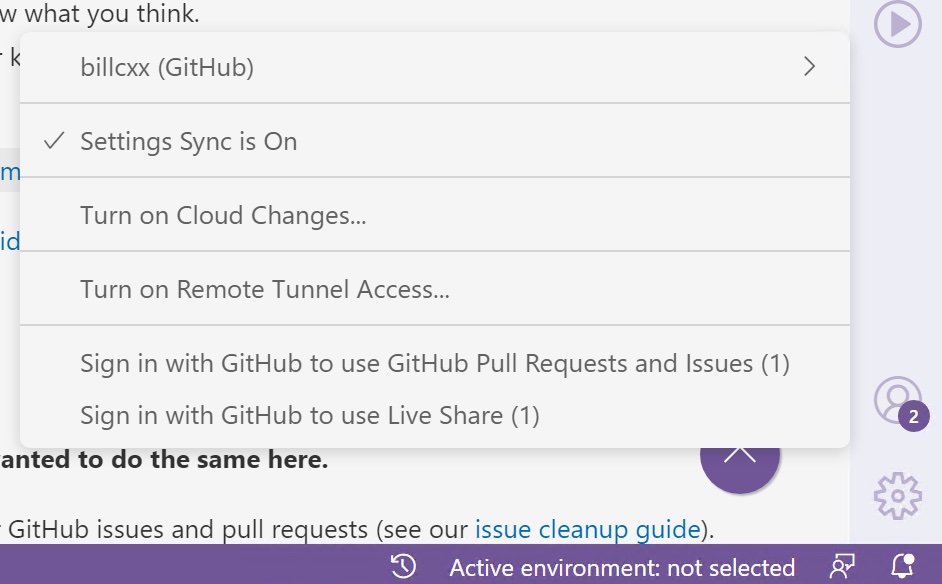 w what you think.
r k
billcxx (GitHub)
Settings Sync is On
m
Turn on Cloud Changes...
id
Turn on Remote Tunnel Access...
Sign in with GitHub to use GitHub Pull Requests and Issues (1)
Sign in with GitHub to use Live Share (1)
2
anted to do the same here.
r GitHub issues and pull requests (see our issue cleanup guide).
Active environment: not selected